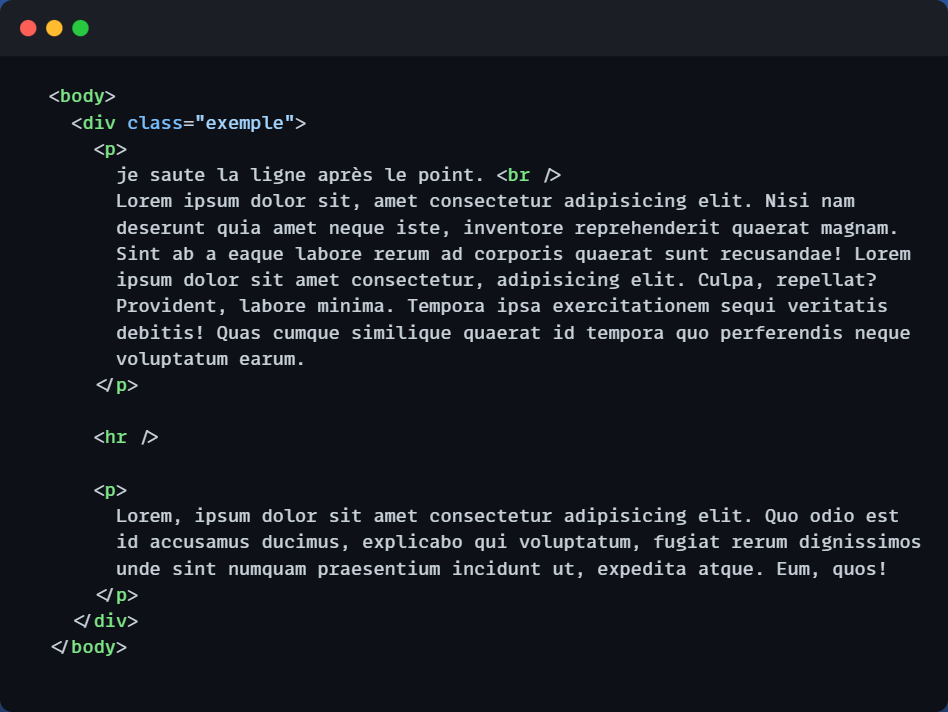 <body>
<div class="exemple">
<p>
je saute la ligne après le point. <br />
Lorem ipsum dolor sit, amet consectetur adipisicing elit. Nisi nam
deserunt quia amet neque iste, inventore reprehenderit quaerat magnam.
Sint ab a eaque labore rerum ad corporis quaerat sunt recusandae! Lorem
ipsum dolor sit amet consectetur, adipisicing elit. Culpa, repellat?
Provident, labore minima. Tempora ipsa exercitationem sequi veritatis
debitis! Quas cumque similique quaerat id tempora quo perferendis neque
voluptatum earum.
</p>
<hr />
<p>
Lorem, ipsum dolor sit amet consectetur adipisicing elit. Quo odio est
id accusamus ducimus, explicabo qui voluptatum, fugiat rerum dignissimos
unde sint numquam praesentium incidunt ut, expedita atque. Eum, quos!
</p>
</div>
</body>